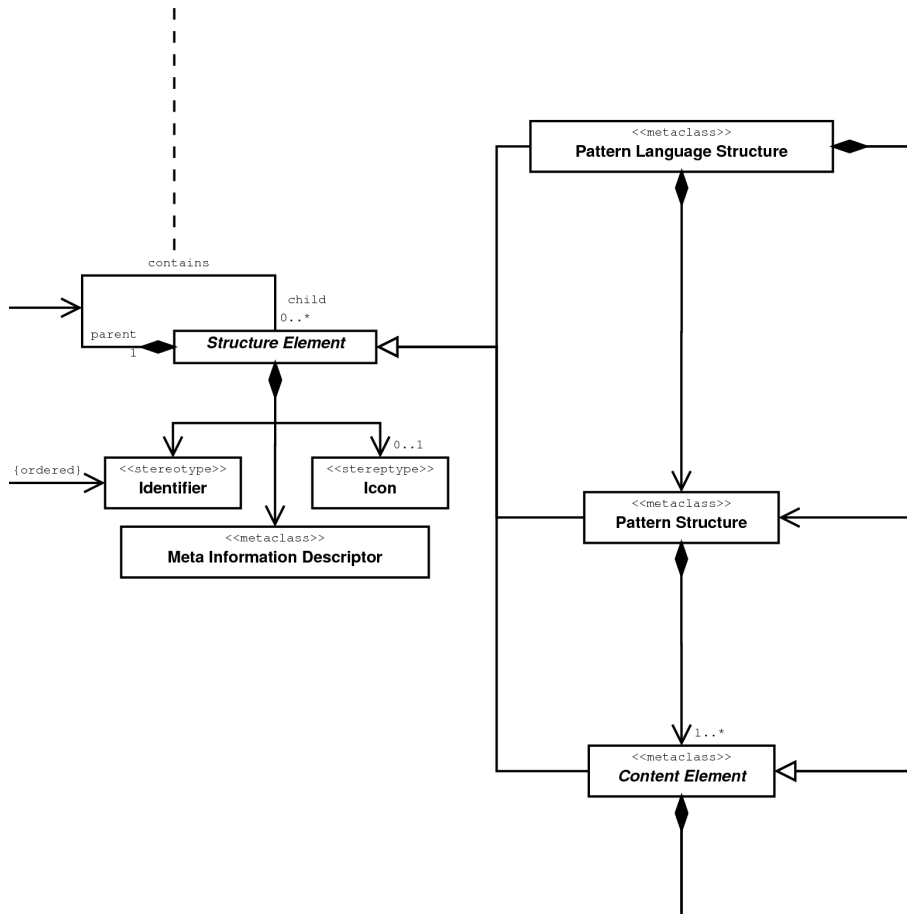 <<metaclass>>
Pattern Language Structure
contains
child
0..*
parent
1
Structure Element
0..1
{ordered}
<<stereotype>>
Identifier
<<stereptype>>
Icon
<<metaclass>>
Pattern Structure
<<metaclass>>
Meta Information Descriptor
1..*
<<metaclass>>
Content Element